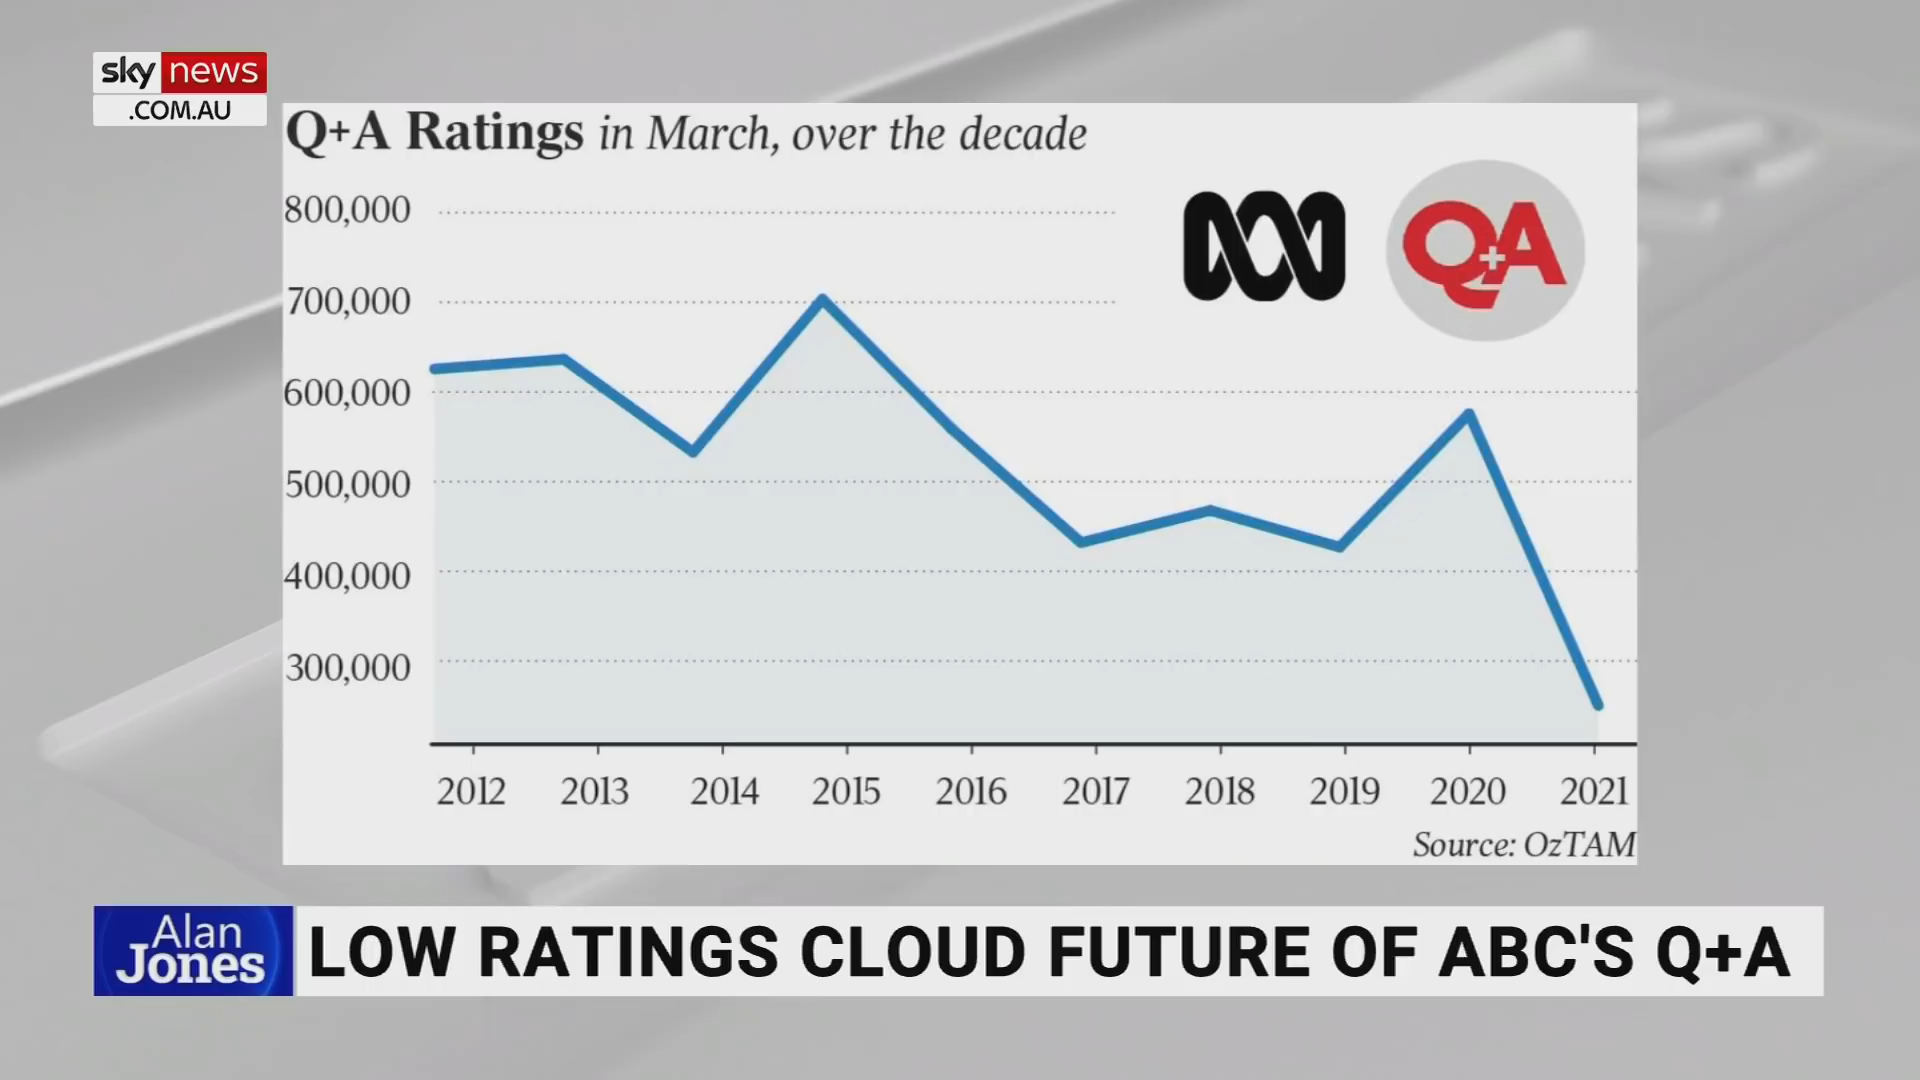 sky news
.COM.AU
Q+A Ratings in March, over the decade
Q+A
800,000
700,000
600,000
500,000
400,000
300,000
2012 2013 2014 2015 2016 2017 2018 2019 2020 2021
Source: OzTAM
Alan
Jones
LOW RATINGS CLOUD FUTURE OF ABC'S Q+A